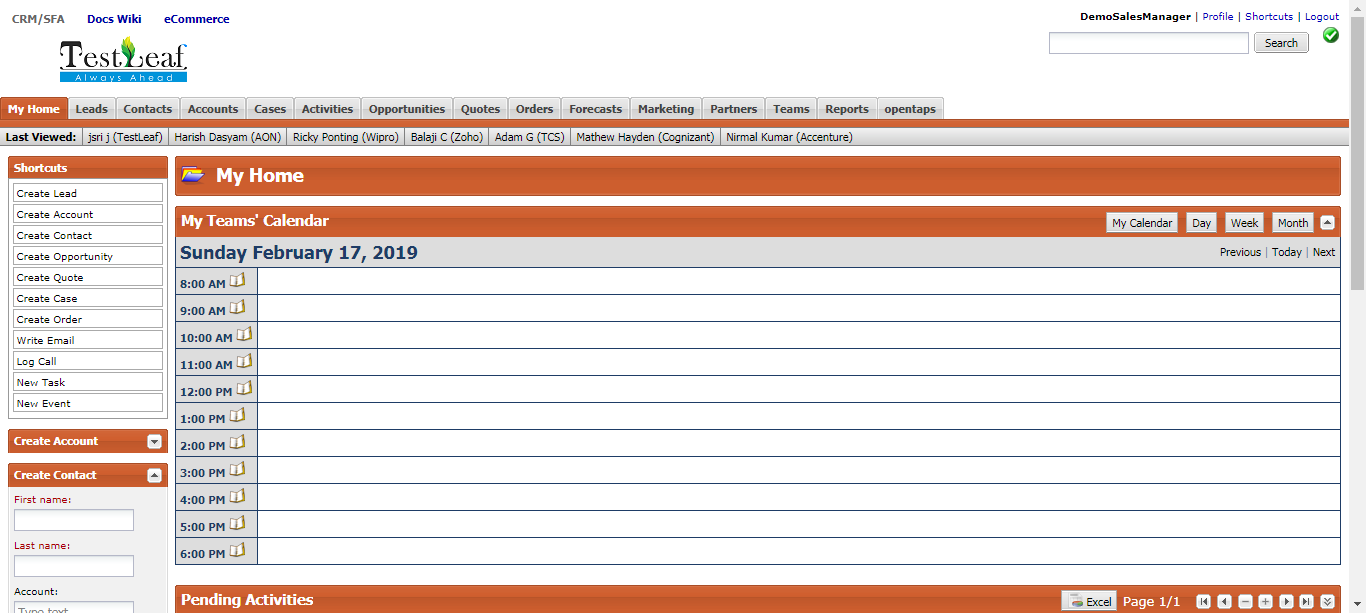 CRM/SFA Docs Wiki eCommerce
DemoSalesManager | Profile | Shortcuts | Logout
Search
TestLeaf
Always Ahead
My Home Leads Contacts Accounts Cases Activities Opportunities Quotes Orders Forecasts Marketing Partners Teams Reports opentaps
Last Viewed: jsri j (TestLeaf) Harish Dasyam (AON) Ricky Ponting (Wipro) Balaji C (Zoho) Adam G (TCS) Mathew Hayden (Cognizant) Nirmal Kumar (Accenture)
Shortcuts
Create Lead
Create Account
Create Contact
Create Opportunity
Create Quote
Create Case
Create Order
Write Email
Log Call
New Task
New Event
Create Account
Create Contact
First name:
Last name:
Account:
Type text
My Home
My Teams' Calendar My Calendar Day Week Month
Sunday February 17, 2019 Previous | Today | Next
8:00 AM
9:00 AM
10:00 AM
11:00 AM
12:00 PM
1:00 PM
2:00 PM
3:00 PM
4:00 PM
5:00 PM
6:00 PM
Pending Activities Excel Page 1/1